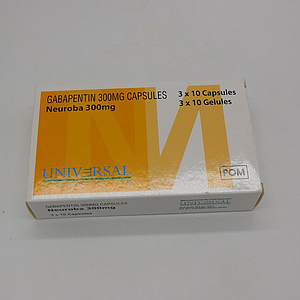 GABAPENTIN 300MG CAPSULES
Neuroba 300mg
3 x 10 Capsules
3 x 10 Gélules
UNIVERSAL
POM
GABAPENTIN 300MG CAPSULES
Neuroba 300mg
3 x 10 Capsules